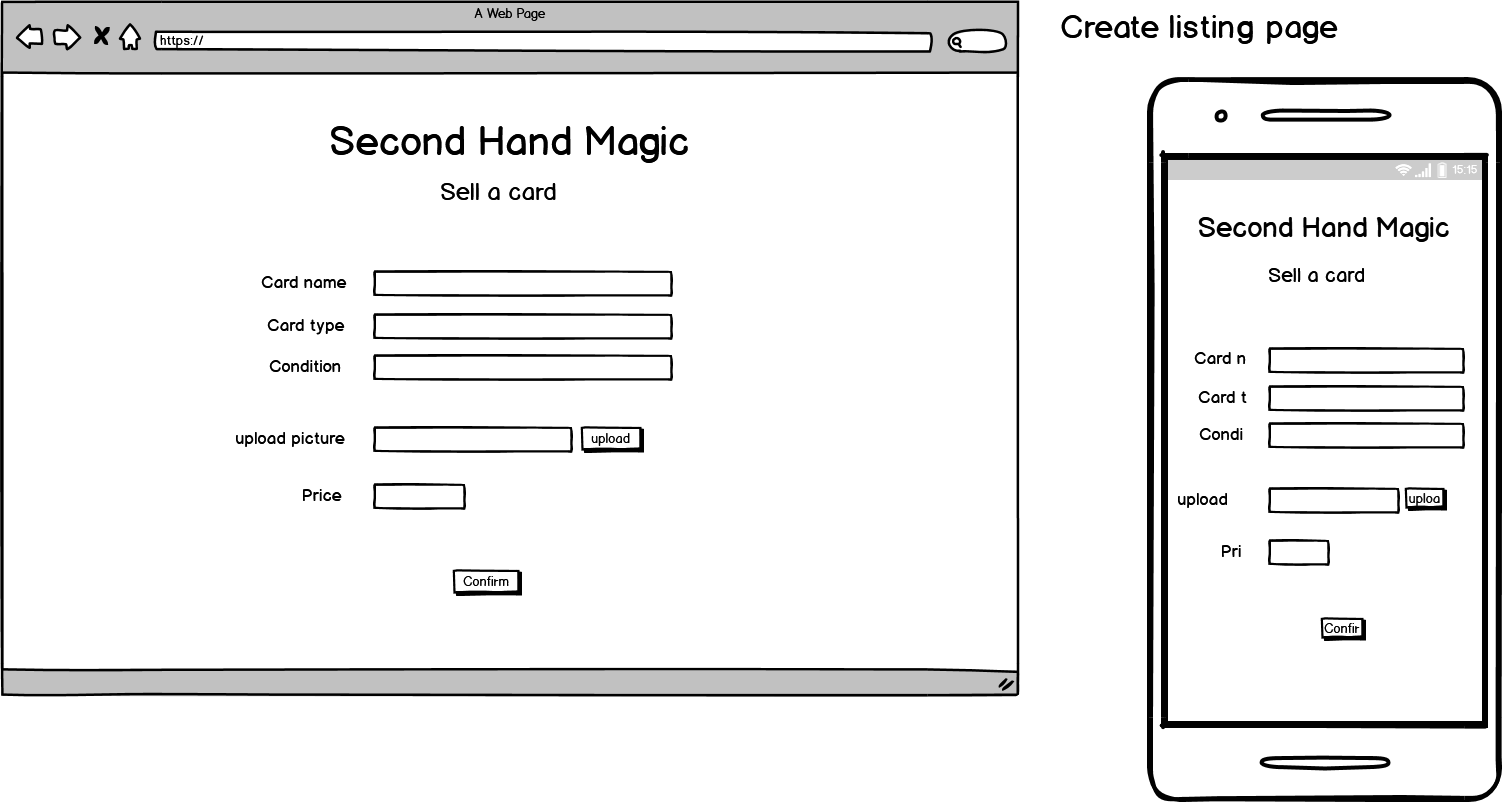 A Web Page
https://
Second Hand Magic
Sell a card
Card name
Card type
Condition
upload picture
upload
Price
Confirm
Create listing page
15:15
Second Hand Magic
Sell a card
Card n
Card t
Condi
upload
uploa
Pri
Confir